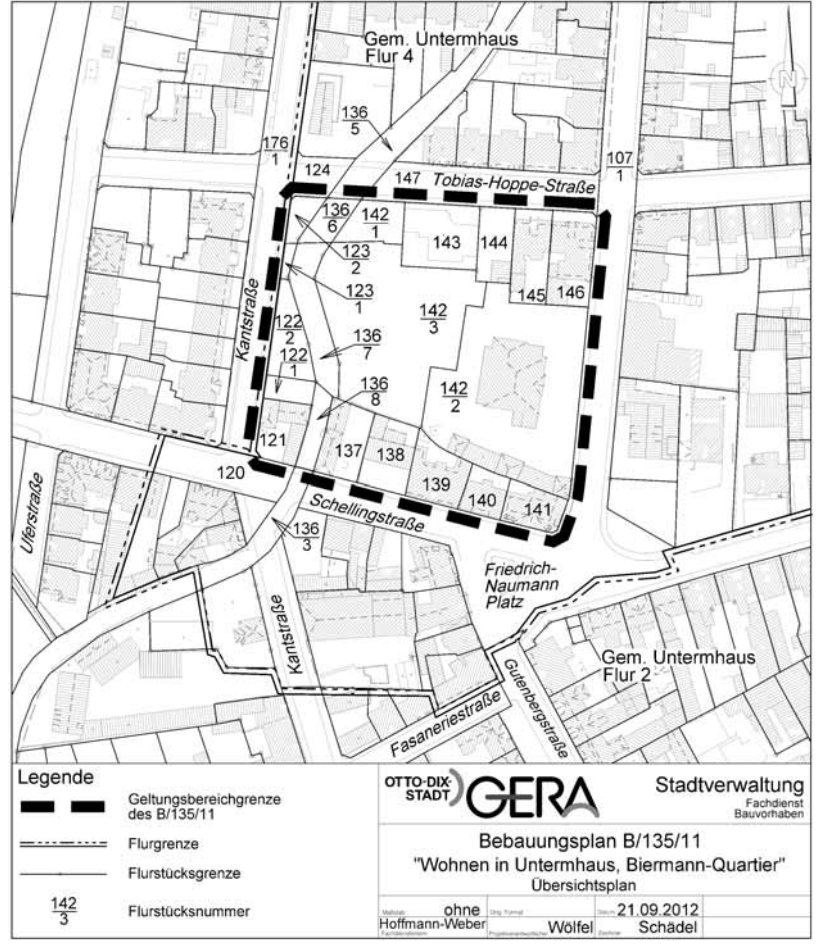 Gem. Untermhaus
Flur 4
136
5
176
1
124
147
Tobias-Hoppe-Straße
107
1
136
6
142
1
143
144
123
2
145
146
123
1
Kantstraße
122
2
142
3
136
7
122
1
136
8
142
2
121
137
138
139
140
141
120
Schellingstraße
Uferstraße
136
3
Friedrich-
Naumann
Platz
Kantstraße
Gem. Untermhaus
Flur 2
Gutenbergstraße
Fasaneriestraße
Legende
Geltungsbereichgrenze
des B/135/11
Flurgrenze
Flurstücksgrenze
142
3
Flurstücksnummer
OTTO-DIX-
STADT
GERA
Stadtverwaltung
Fachdienst
Bauvorhaben
Bebauungsplan B/135/11
"Wohnen in Untermhaus, Biermann-Quartier"
Übersichtsplan
ohne
21.09.2012
Hoffmann-Weber
Wölfel
Schädel
N